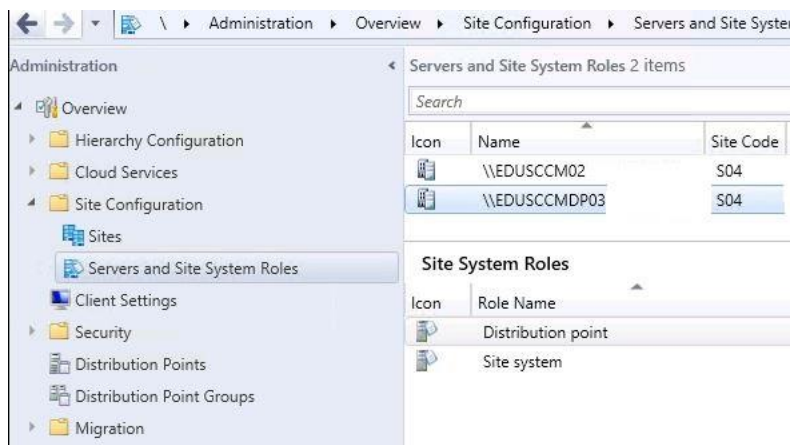 \ Administration Overview Site Configuration Servers and Site System
Administration
Overview
Hierarchy Configuration
Cloud Services
Site Configuration
Sites
Servers and Site System Roles
Client Settings
Security
Distribution Points
Distribution Point Groups
Migration
Servers and Site System Roles 2 items
Search
Icon Name Site Code
\\EDUSCCM02 S04
\\EDUSCCMDP03 S04
Site System Roles
Icon Role Name
Distribution point
Site system